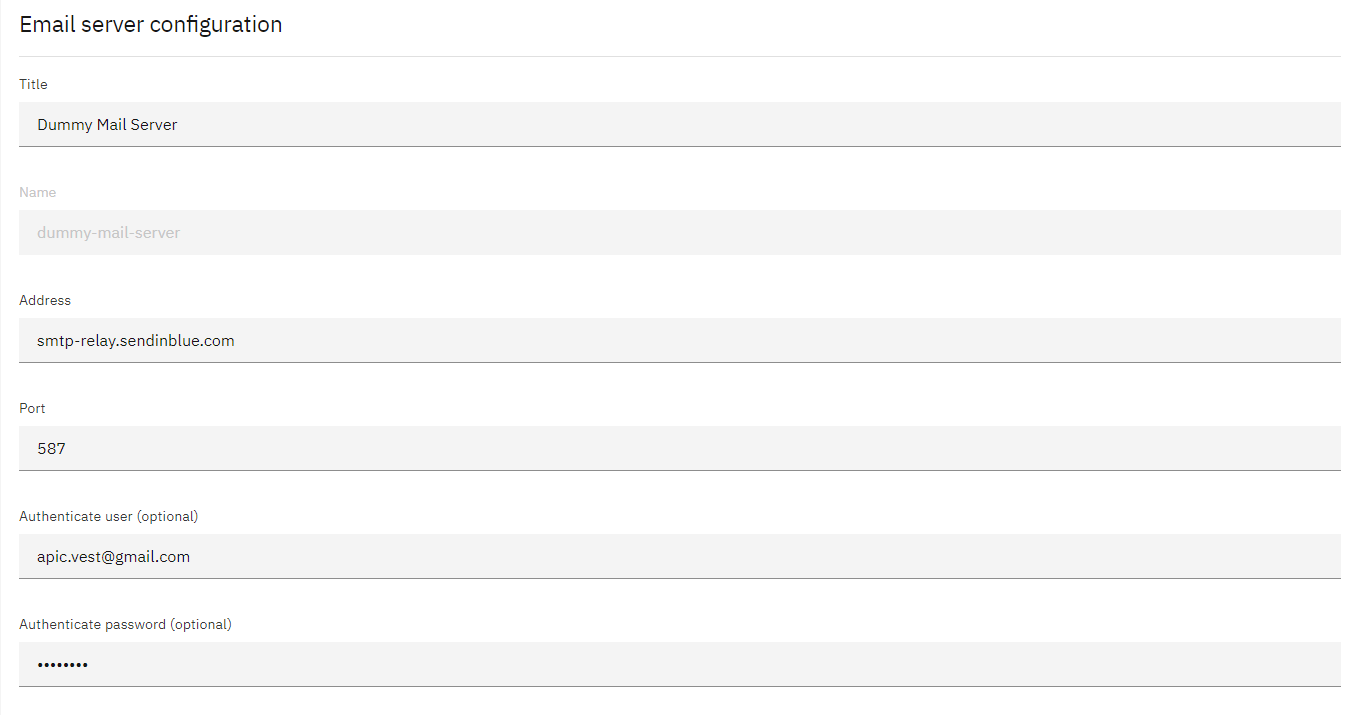 Email server configuration
Title
Dummy Mail Server
Name
dummy-mail-server
Address
smtp-relay.sendinblue.com
Port
587
Authenticate user (optional)
apic.vest@gmail.com
Authenticate password (optional)
••••••••